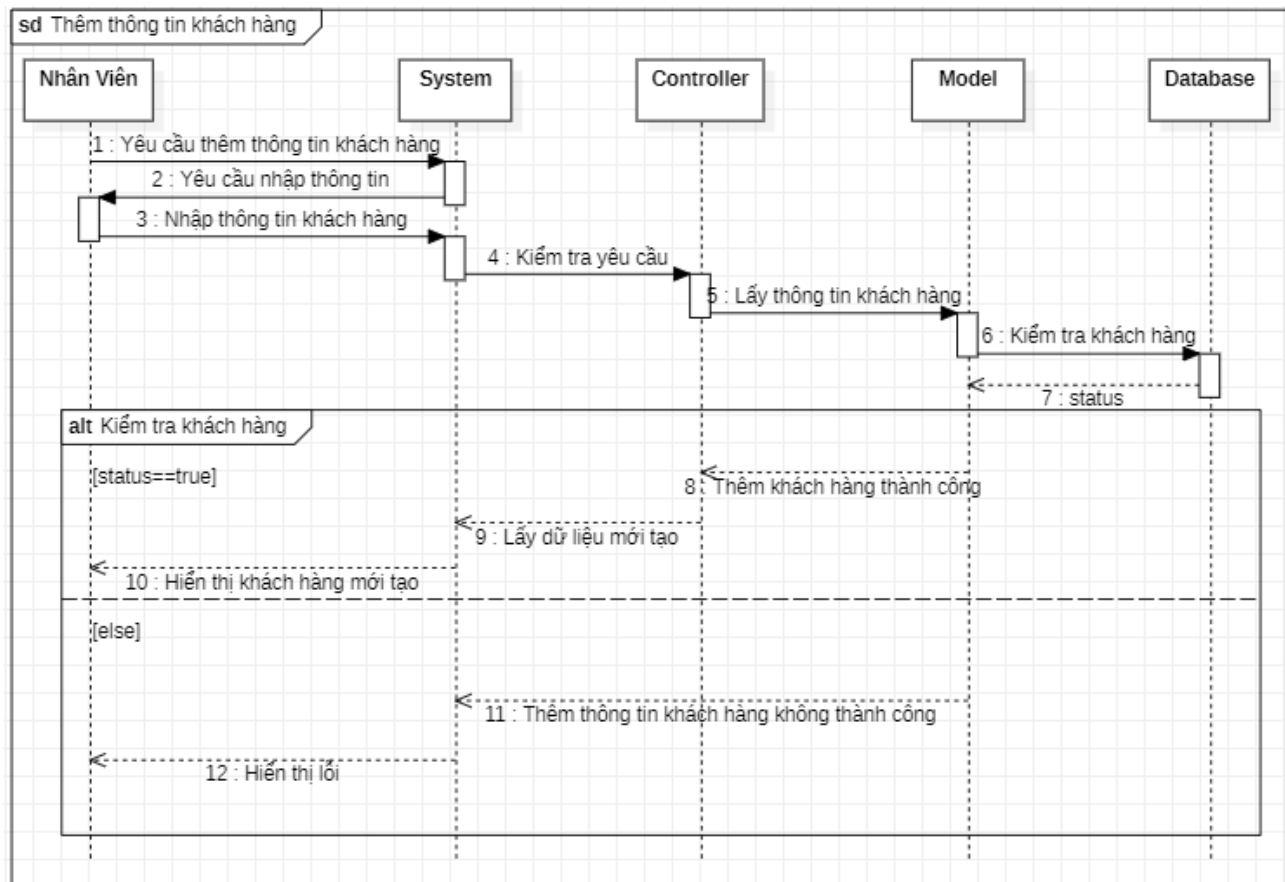 sd Thêm thông tin khách hàng
Nhân Viên
System
Controller
Model
Database
1 : Yêu cầu thêm thông tin khách hàng
2 : Yêu cầu nhập thông tin
3 : Nhập thông tin khách hàng
4 : Kiểm tra yêu cầu
5 : Lấy thông tin khách hàng
6 : Kiểm tra khách hàng
7 : status
alt Kiểm tra khách hàng
[status==true]
8 : Thêm khách hàng thành công
9 : Lấy dữ liệu mới tạo
10 : Hiển thị khách hàng mới tạo
[else]
11 : Thêm thông tin khách hàng không thành công
12 : Hiển thị lỗi